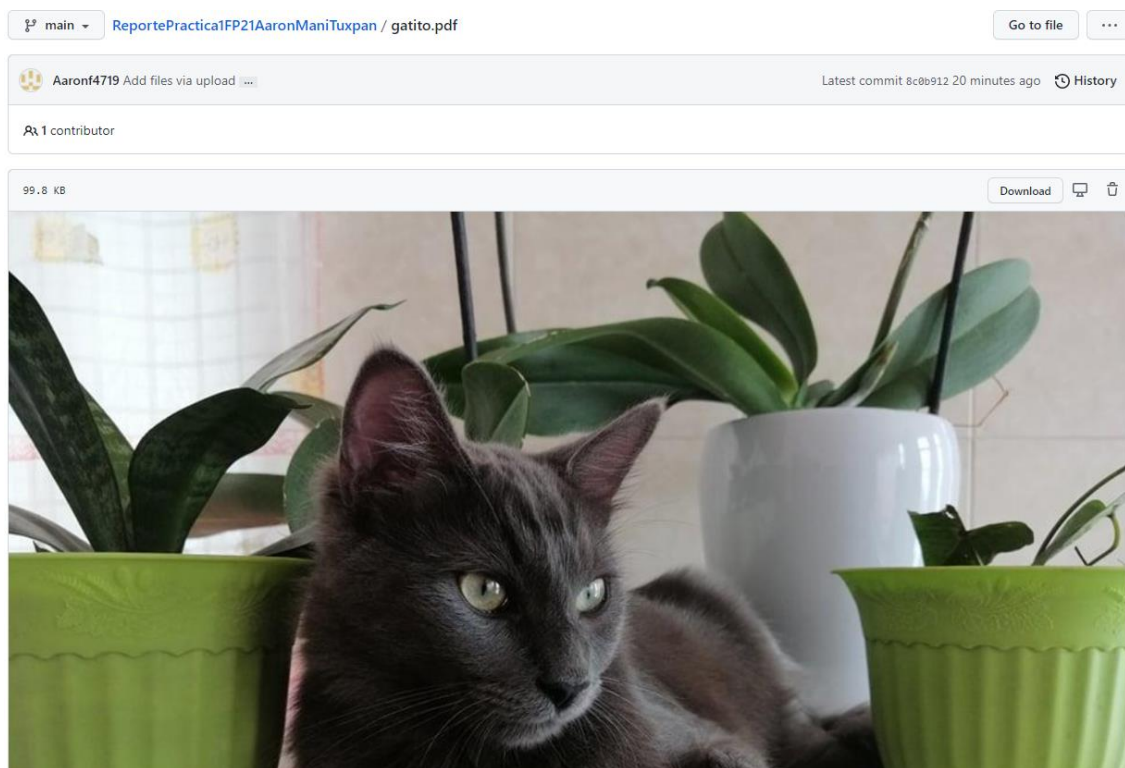 main ReportePractica1FP21AaronManiTuxpan / gatito.pdf Go to file ...
Aaronf4719 Add files via upload ... Latest commit 8c0b912 20 minutes ago History
1 contributor
99.8 KB Download